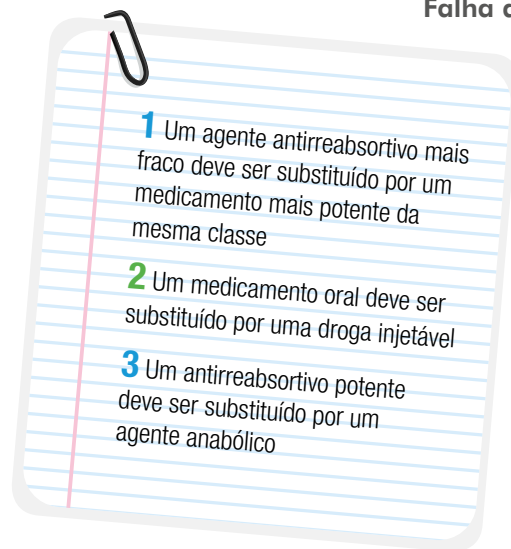 Falha d
1 Um agente antirreabsortivo mais
fraco deve ser substituído por um
medicamento mais potente da
mesma classe
2 Um medicamento oral deve ser
substituído por uma droga injetável
3 Um antirreabsortivo potente
deve ser substituído por um
agente anabólico